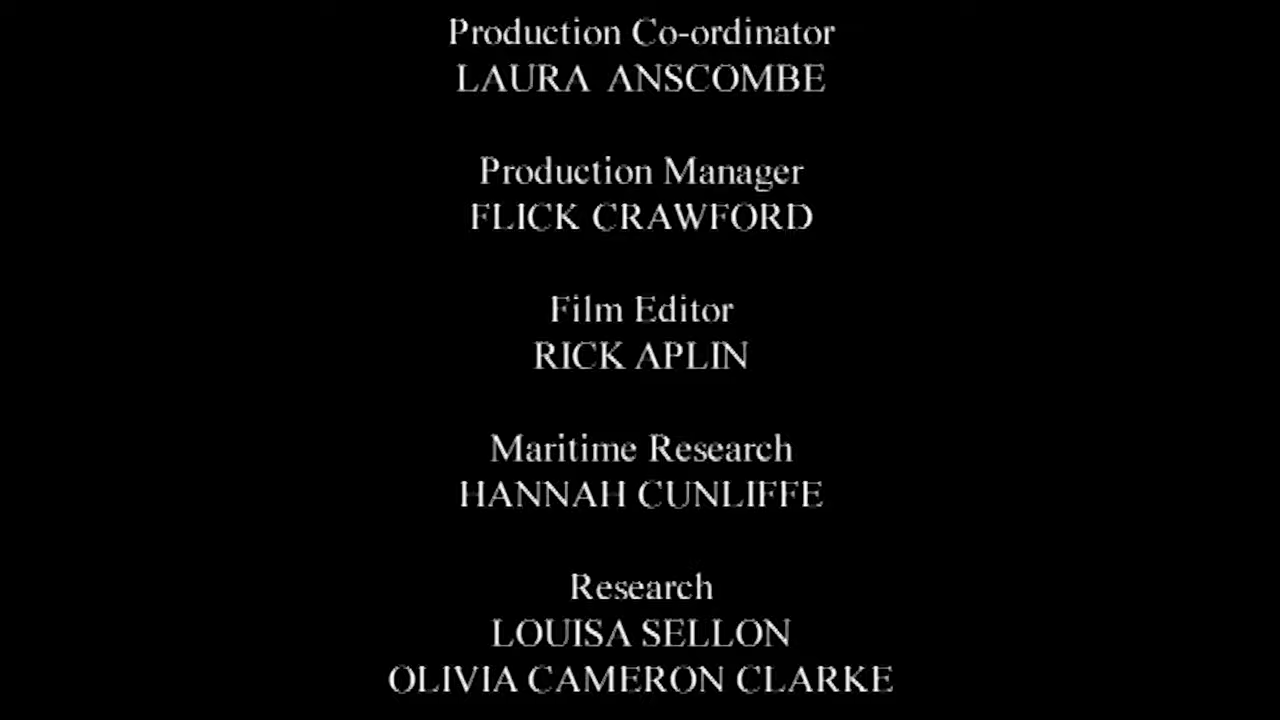 Production Co-ordinator
LAURA ANSCOMBE
Production Manager
FLICK CRAWFORD
Film Editor
RICK APLIN
Maritime Research
HANNAH CUNLIFFE
Research
LOUISA SELLON
OLIVIA CAMERON CLARKE